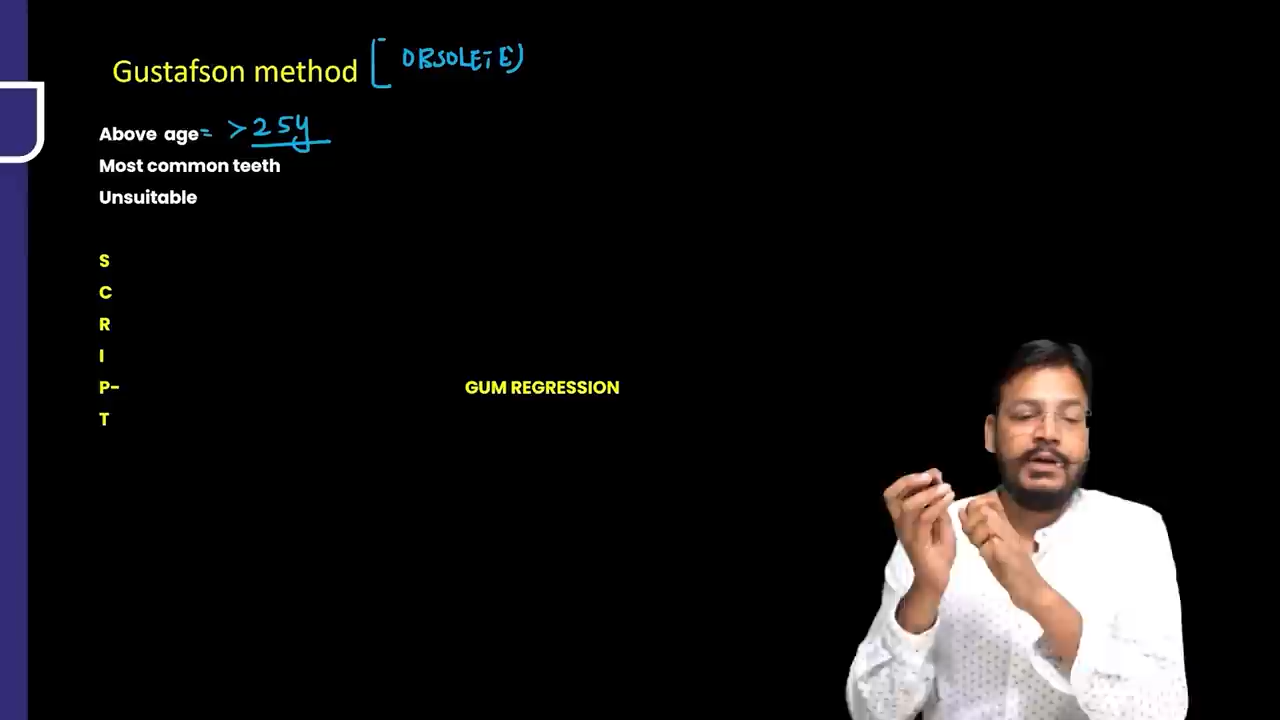 Gustafson method [OBSOLETE)
Above age= >25y
Most common teeth
Unsuitable
S
C
R
I
P- GUM REGRESSION
T